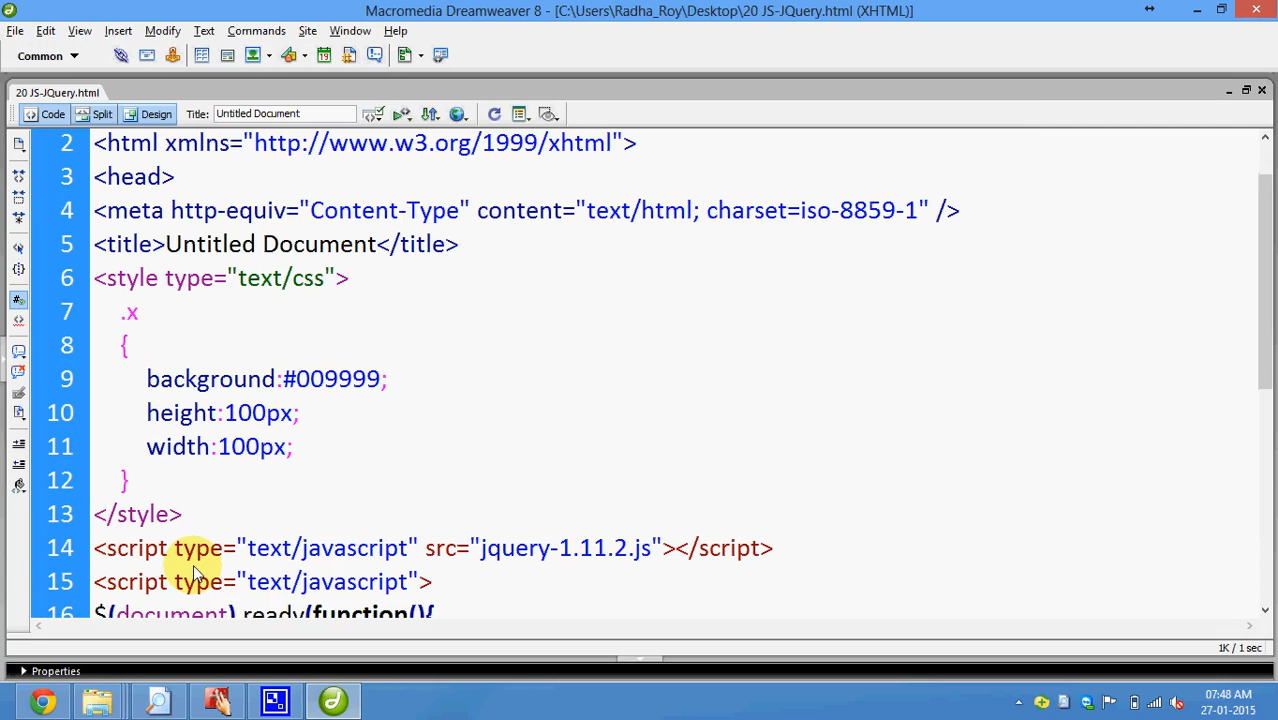 Macromedia Dreamweaver 8 - [C:\Users\Radha_Roy\Desktop\20 JS-JQuery.html (XHTML)]
File Edit View Insert Modify Text Commands Site Window Help
Common
20 JS-JQuery.html
Code Split Design Title: Untitled Document
2 <html xmlns="http://www.w3.org/1999/xhtml">
3 <head>
4 <meta http-equiv="Content-Type" content="text/html; charset=iso-8859-1" />
5 <title>Untitled Document</title>
6 <style type="text/css">
7 .x
8 {
9 background:#009999;
10 height:100px;
11 width:100px;
12 }
13 </style>
14 <script type="text/javascript" src="jquery-1.11.2.js"></script>
15 <script type="text/javascript">
16 $(document).ready(function(){
1K / 1 sec
Properties
07:48 AM
27-01-2015